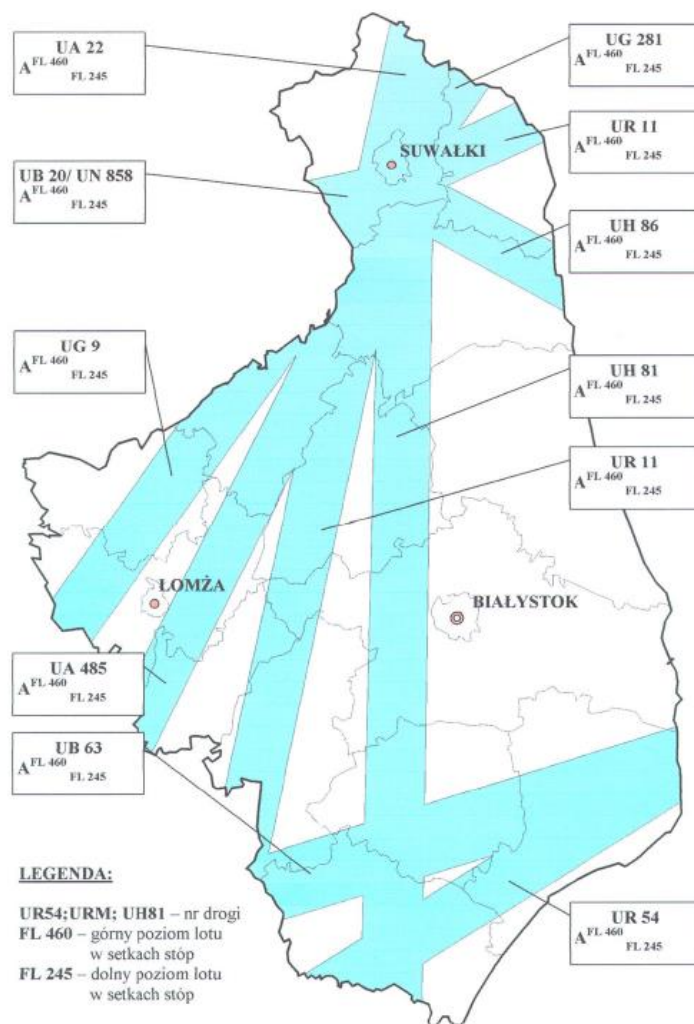 UA 22
A FL 460
FL 245
UG 281
A FL 460
FL 245
UR 11
A FL 460
FL 245
SUWAŁKI
UB 20/ UN 858
A FL 460
FL 245
UH 86
A FL 460
FL 245
UG 9
A FL 460
FL 245
UH 81
A FL 460
FL 245
UR 11
A FL 460
FL 245
ŁOMŻA
BIAŁYSTOK
UA 485
A FL 460
FL 245
UB 63
A FL 460
FL 245
LEGENDA:
UR54;URM; UH81 – nr drogi
FL 460 – górny poziom lotu
w setkach stóp
FL 245 – dolny poziom lotu
w setkach stóp
UR 54
A FL 460
FL 245